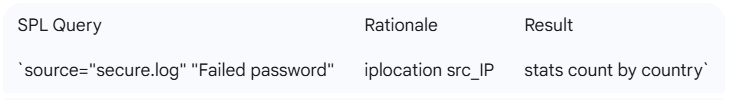 SPL Query Rationale Result
`source="secure.log" "Failed password" iplocation src_IP stats count by country`